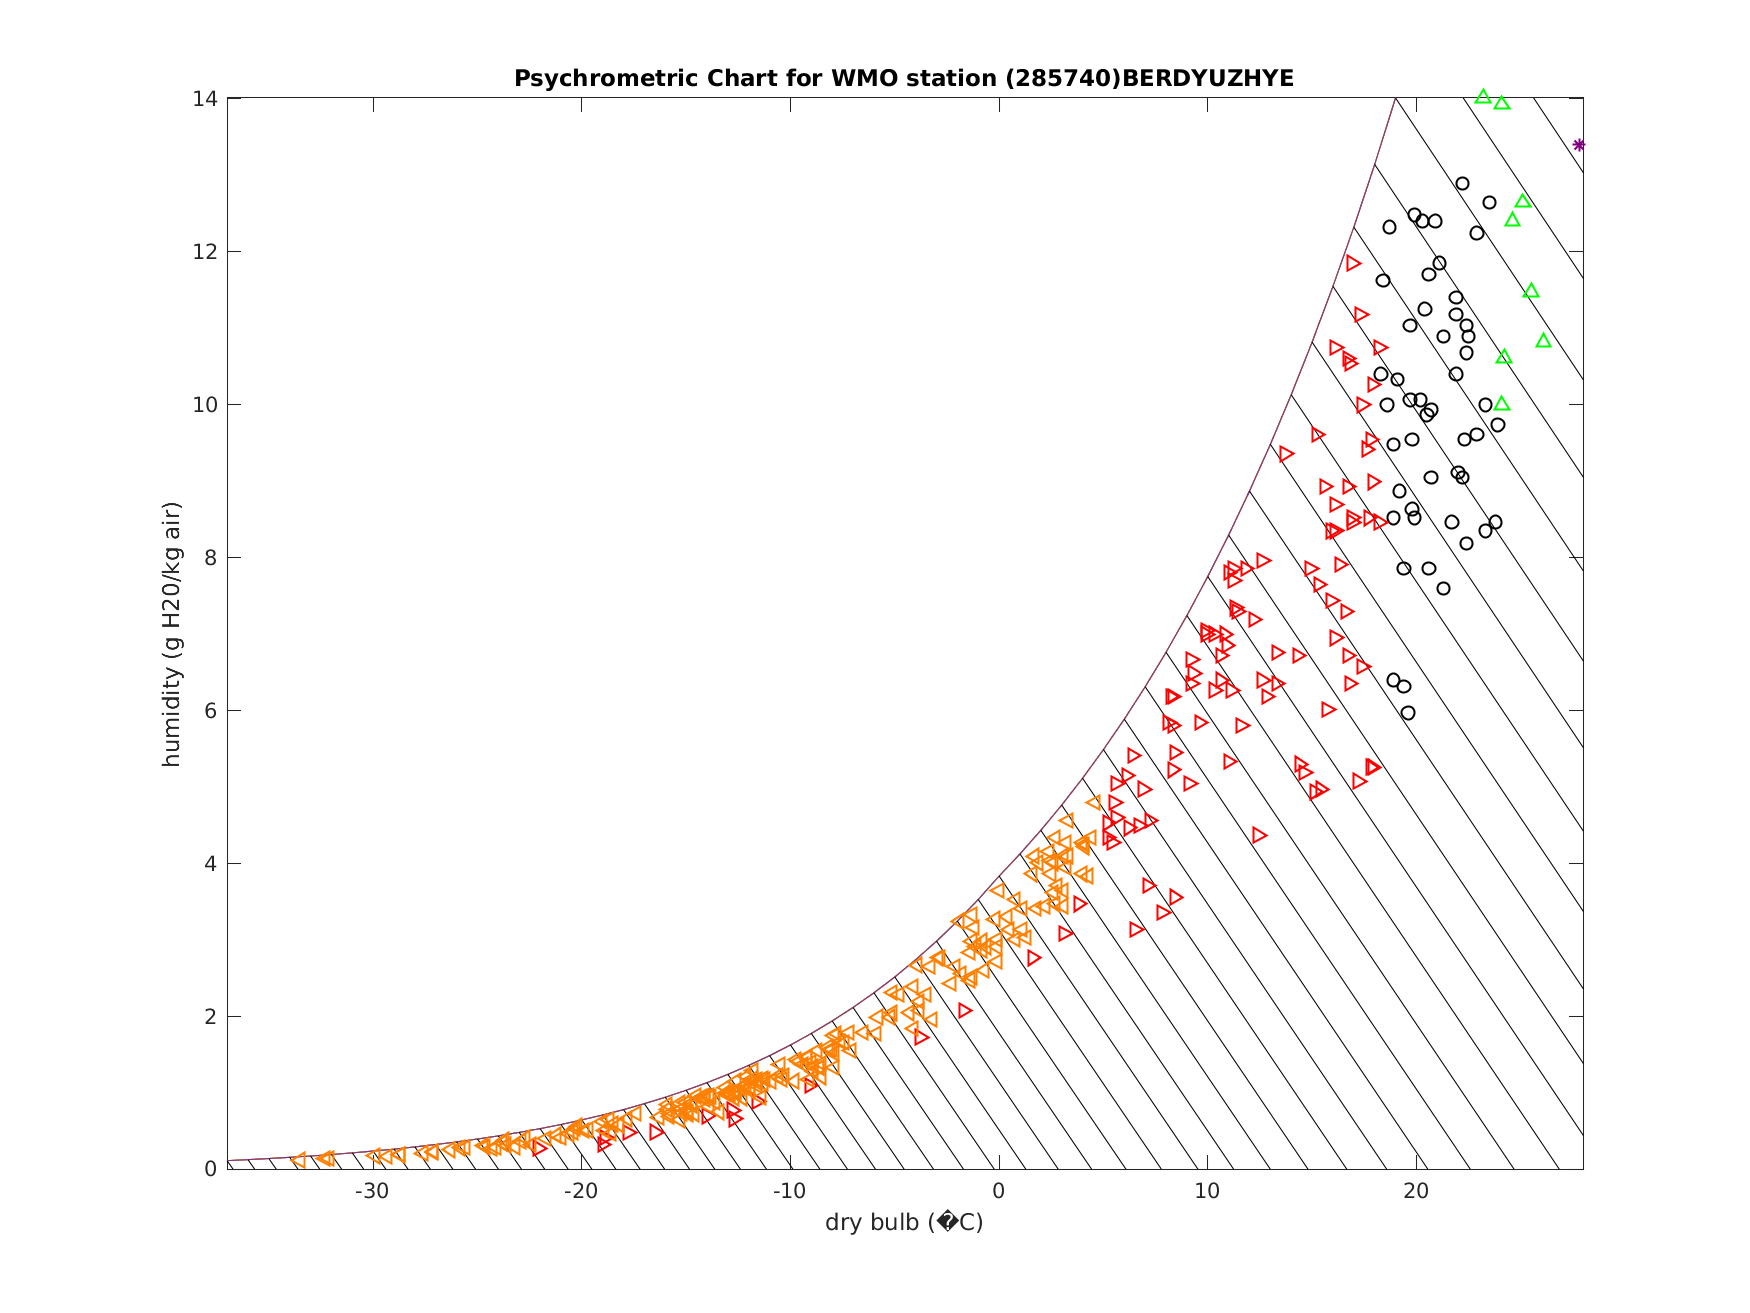 Psychrometric Chart for WMO station (285740)BERDYUZHYE
humidity (g H20/kg air)
14
12
10
8
6
4
2
0
-30 -20 -10 0 10 20
dry bulb (�C)